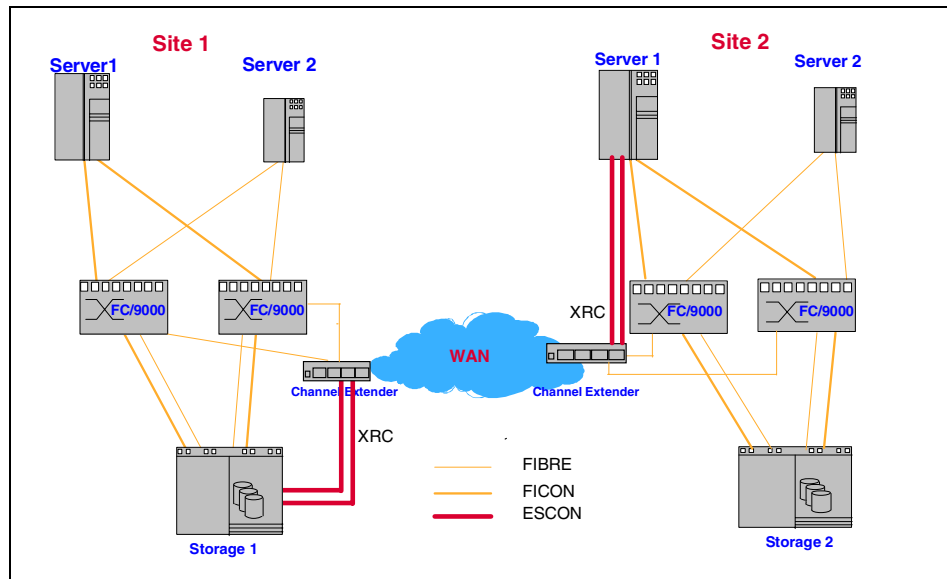 Site 1
Site 2
Server1
Server 2
Server 1
Server 2
FC/9000
FC/9000
FC/9000
FC/9000
XRC
WAN
Channel Extender
Channel Extender
XRC
FIBRE
FICON
ESCON
Storage 1
Storage 2